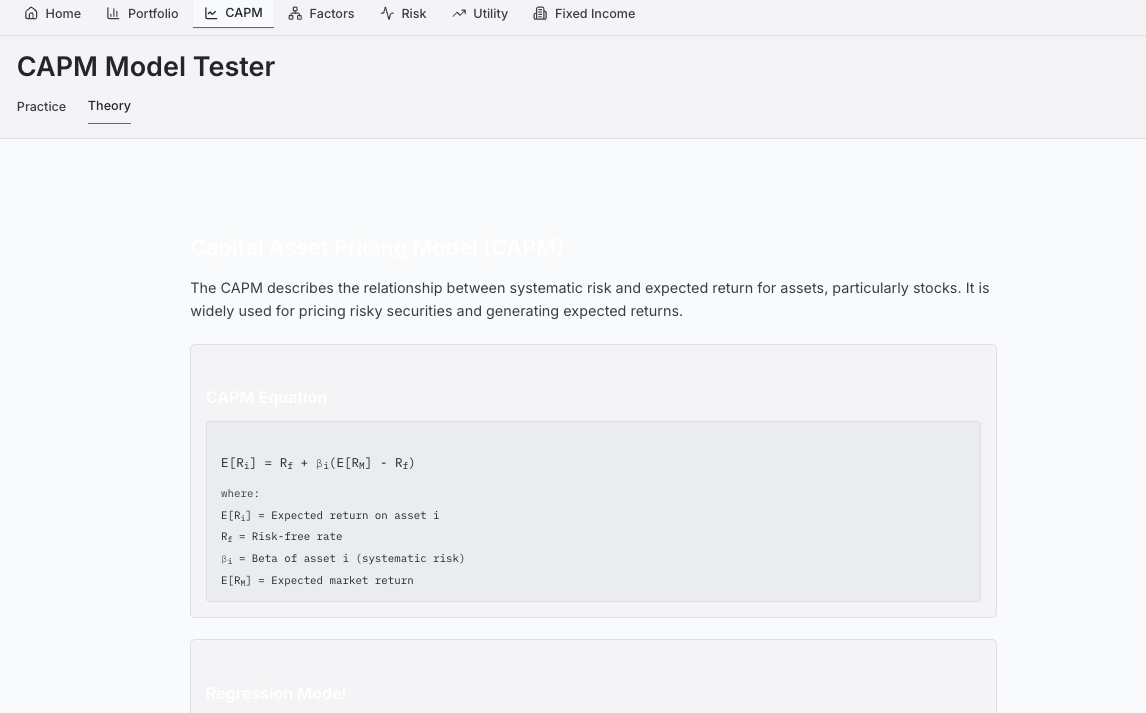 Home Portfolio CAPM Factors Risk Utility Fixed Income
CAPM Model Tester
Practice Theory
Capital Asset Pricing Model (CAPM)
The CAPM describes the relationship between systematic risk and expected return for assets, particularly stocks. It is
widely used for pricing risky securities and generating expected returns.
CAPM Equation
E[Rᵢ] = R_f + βᵢ(E[R_M] - R_f)
where:
E[Rᵢ] = Expected return on asset i
R_f = Risk-free rate
βᵢ = Beta of asset i (systematic risk)
E[R_M] = Expected market return
Regression Model